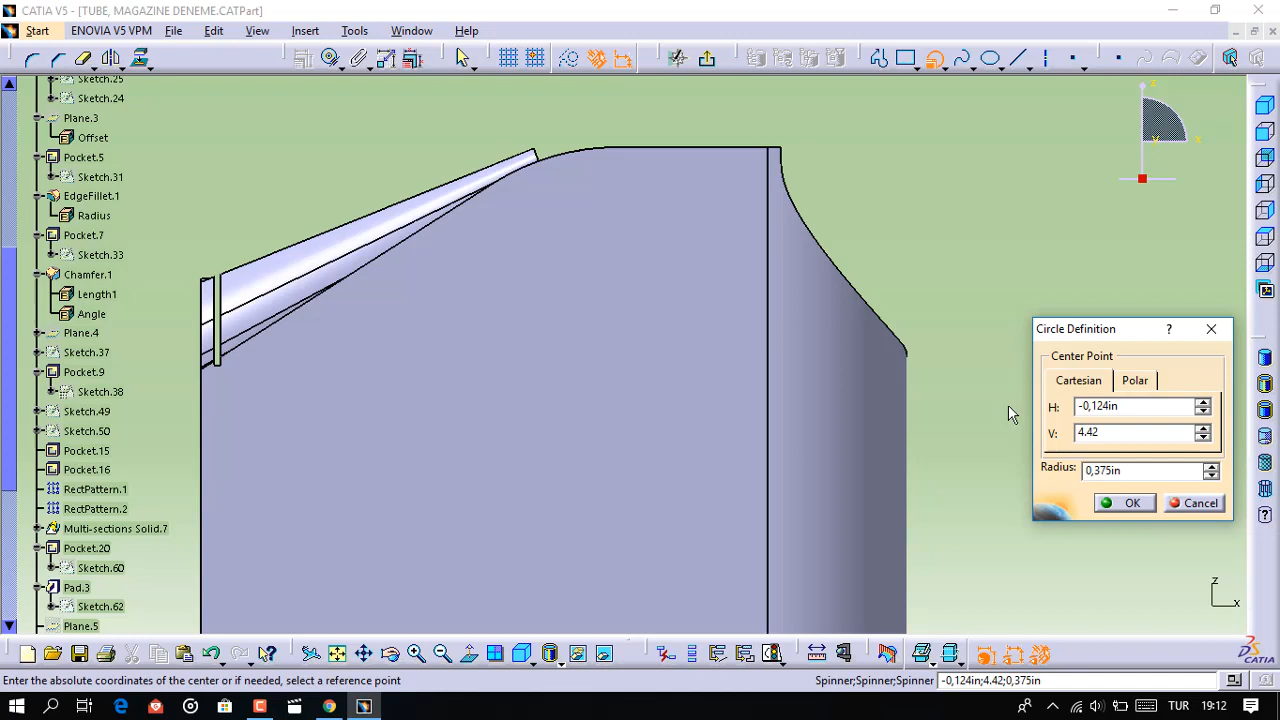 CATIA V5 - [TUBE, MAGAZINE DENEME.CATPart]
Start ENOVIA V5 VPM File Edit View Insert Tools Window Help
Sketch.25
Sketch.24
Plane.3
Offset
Pocket.5
Sketch.31
EdgeFillet.1
Radius
Pocket.7
Sketch.33
Chamfer.1
Length1
Angle
Plane.4
Sketch.37
Pocket.9
Sketch.38
Sketch.49
Sketch.50
Pocket.15
Pocket.16
RectPattern.1
RectPattern.2
Multi-sections Solid.7
Pocket.20
Sketch.60
Pad.3
Sketch.62
Plane.5
z
y
x
Circle Definition ? 
Center Point
Cartesian Polar
H: -0,124in
V: 4.42
Radius: 0,375in
OK Cancel
z
x
CATIA
Enter the absolute coordinates of the center or if needed, select a reference point
Spinner;Spinner;Spinner -0,124in;4.42;0,375in
TUR 19:12